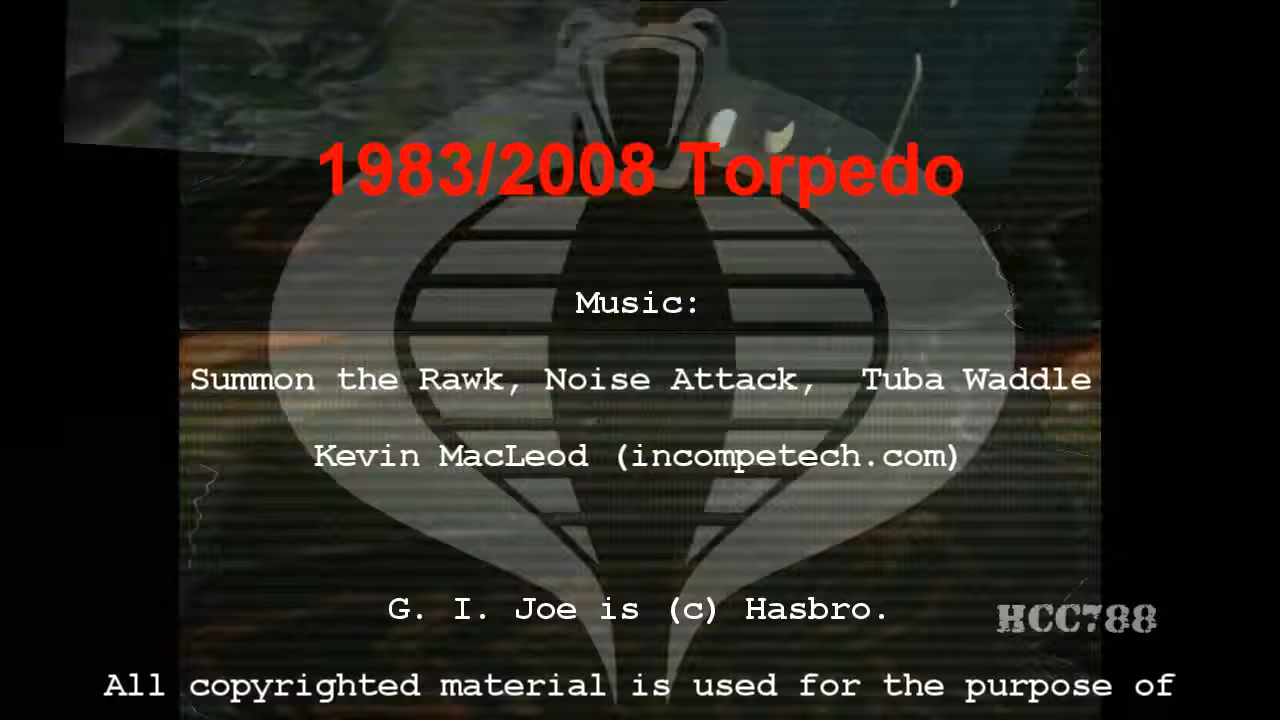 1983/2008 Torpedo
Music:
Summon the Rawk, Noise Attack, Tuba Waddle
Kevin MacLeod (incompetech.com)
G. I. Joe is (c) Hasbro.
HCC788
All copyrighted material is used for the purpose of